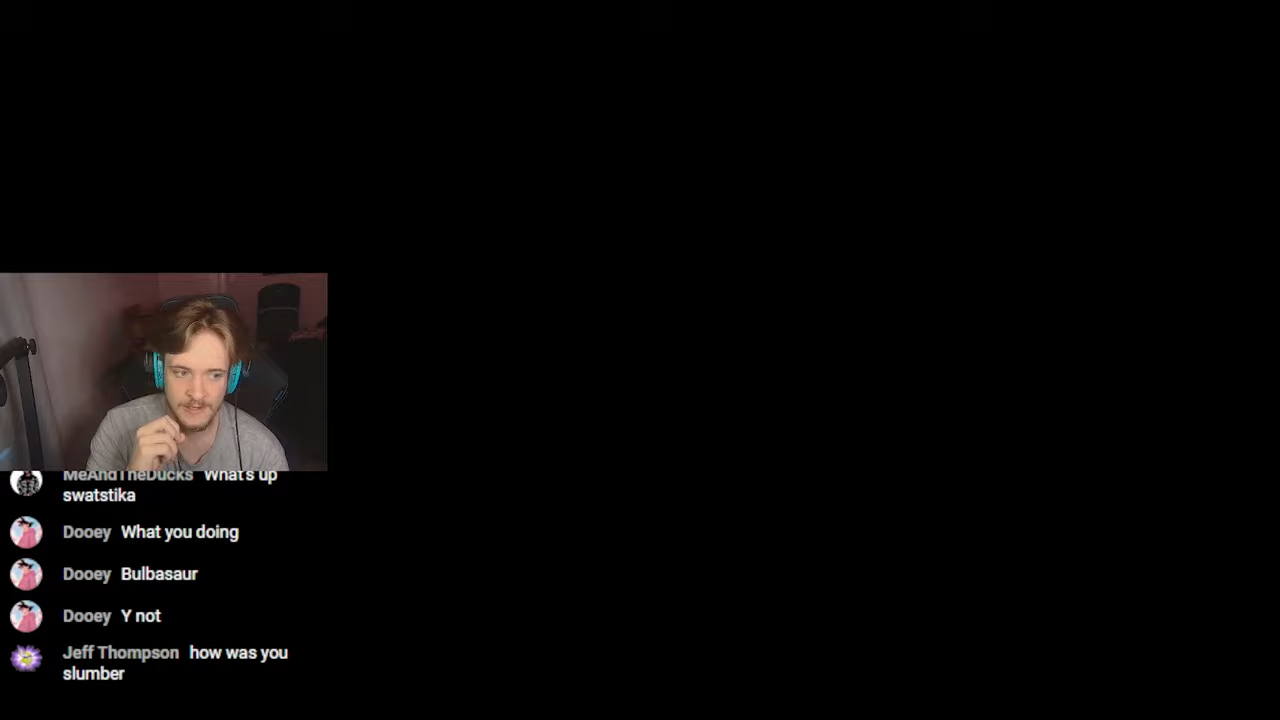 MeAndTheDucks What's up
swatstika
Dooey What you doing
Dooey Bulbasaur
Dooey Y not
Jeff Thompson how was you
slumber